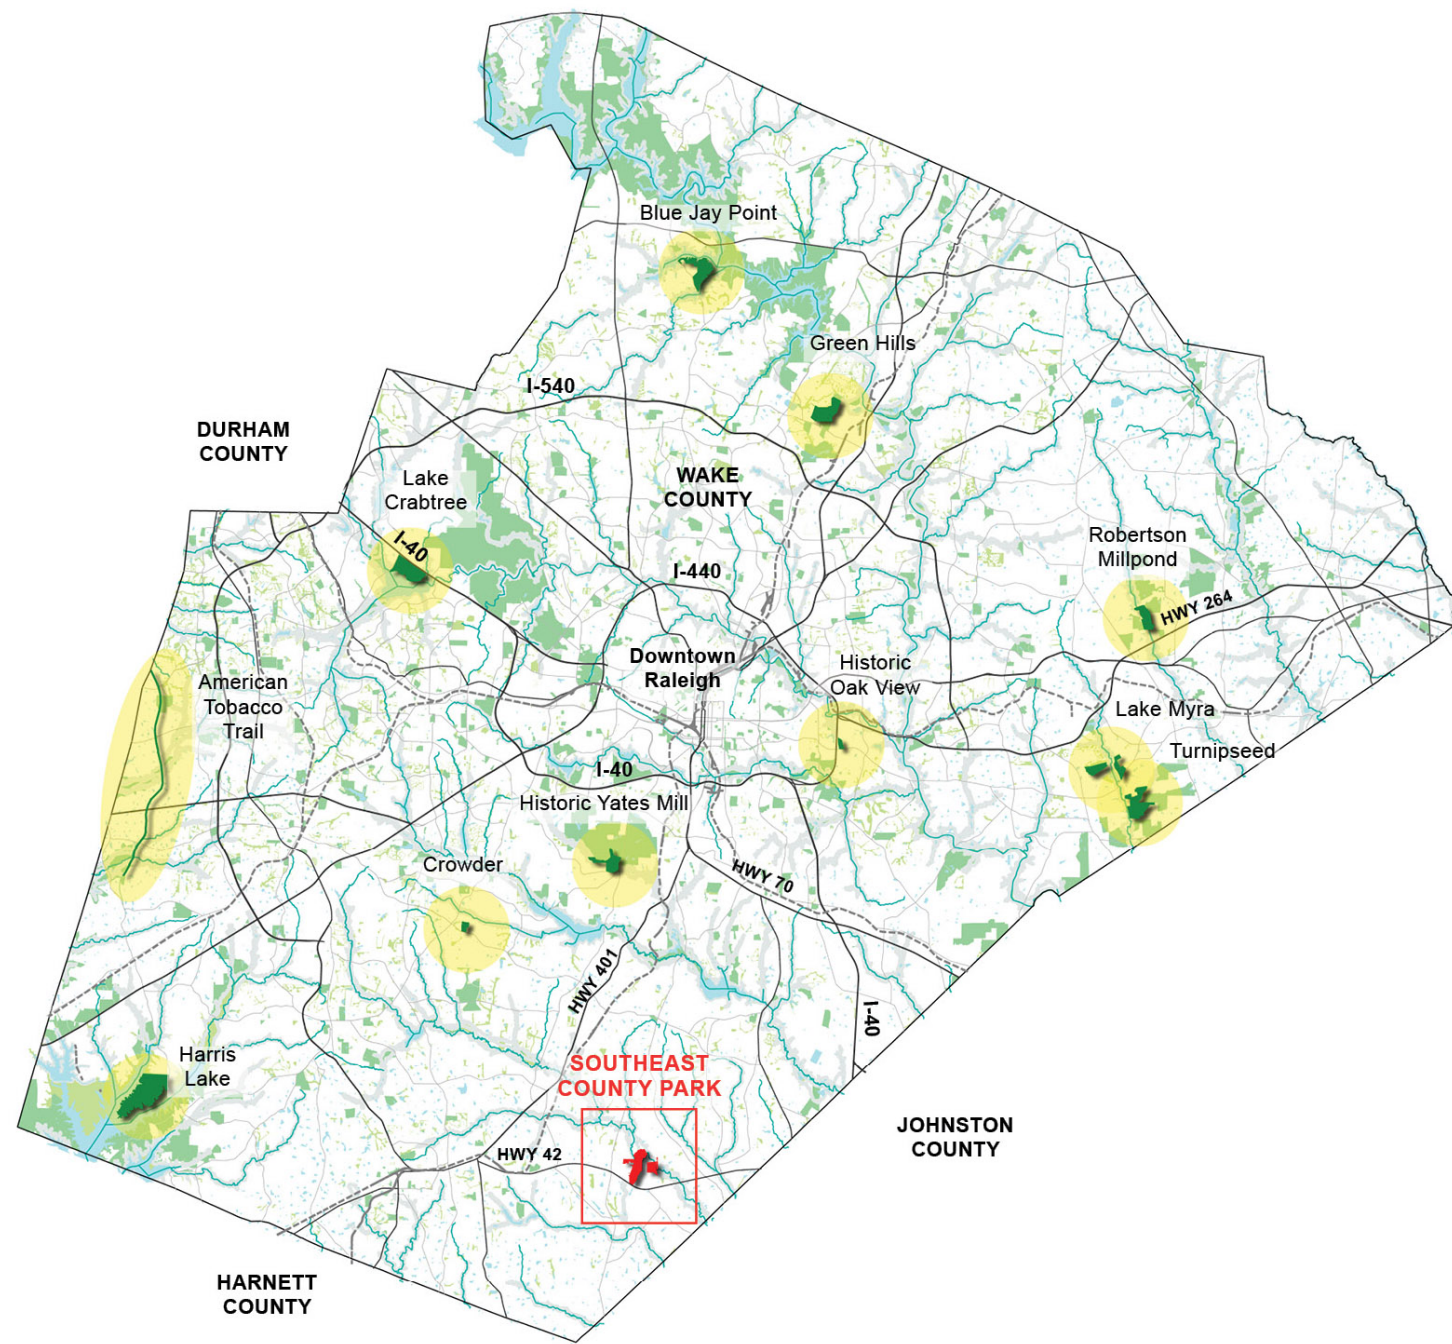 Blue Jay Point
Green Hills
I-540
DURHAM
COUNTY
Lake
Crabtree
WAKE
COUNTY
I-40
I-440
Robertson
Millpond
HWY 264
Downtown
Raleigh
Historic
Oak View
American
Tobacco
Trail
Lake Myra
Turnipseed
I-40
Historic Yates Mill
Crowder
HWY 70
HWY 401
I-40
Harris
Lake
SOUTHEAST
COUNTY PARK
HWY 42
JOHNSTON
COUNTY
HARNETT
COUNTY